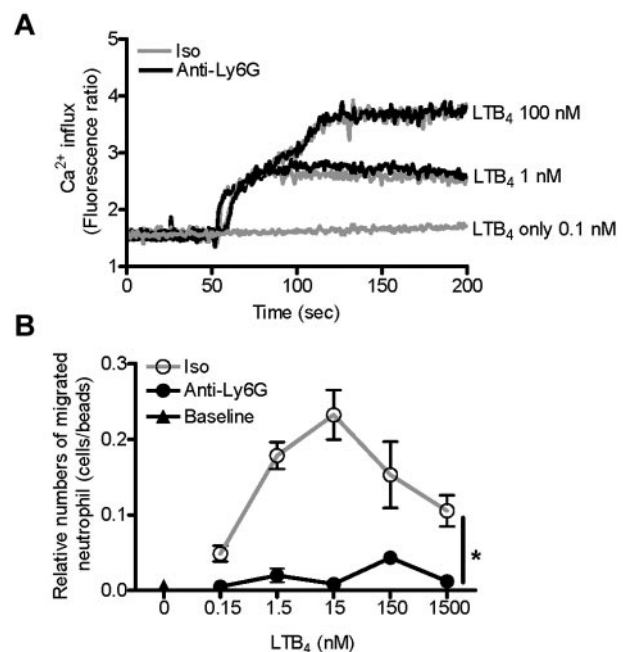 A
Iso
Anti-Ly6G
5
4
3
2
1
Ca2+ influx
(Fluorescence ratio)
LTB4 100 nM
LTB4 1 nM
LTB4 only 0.1 nM
0 50 100 150 200
Time (sec)
B
Iso
Anti-Ly6G
Baseline
0.3
0.2
0.1
0.0
Relative numbers of migrated
neutrophil (cells/beads)
*
0 0.15 1.5 15 150 1500
LTB4 (nM)